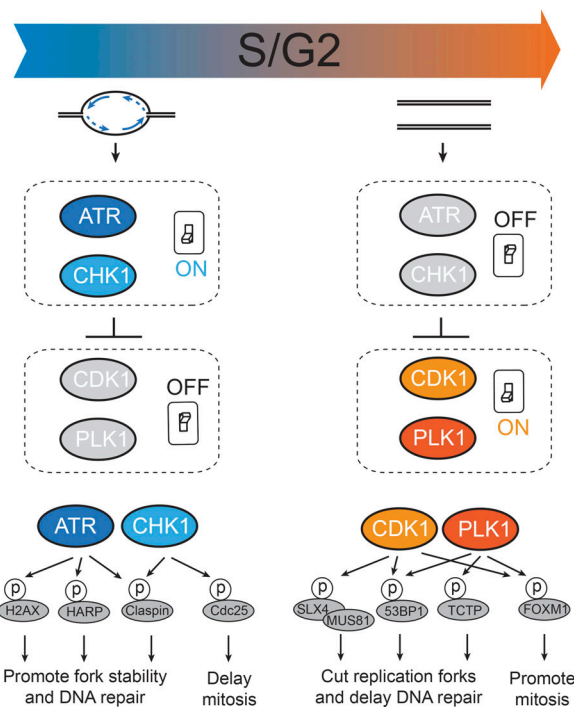 S/G2
ATR
ON
CHK1
CDK1
OFF
PLK1
ATR
OFF
CHK1
CDK1
PLK1
ON
ATR CHK1
p p p p
H2AX HARP Claspin Cdc25
Promote fork stability
and DNA repair
Delay
mitosis
CDK1 PLK1
p p p p
SLX4 MUS81 53BP1 TCTP FOXM1
Cut replication forks
and delay DNA repair
Promote
mitosis